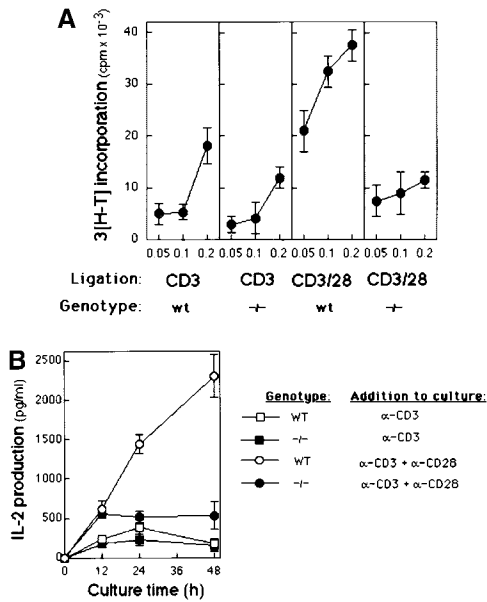 A
3[H-T] incorporation (cpm x 10⁻³)
40
30
20
10
0
0.05 0.1 0.2 0.05 0.1 0.2 0.05 0.1 0.2 0.05 0.1 0.2
Ligation: CD3 CD3 CD3/28 CD3/28
Genotype: wt -/- wt -/-
B
IL-2 production (pg/ml)
2500
2000
1500
1000
500
0
0 12 24 36 48
Culture time (h)
Genotype: Addition to culture:
WT α-CD3
-/- α-CD3
WT α-CD3 + α-CD28
-/- α-CD3 + α-CD28